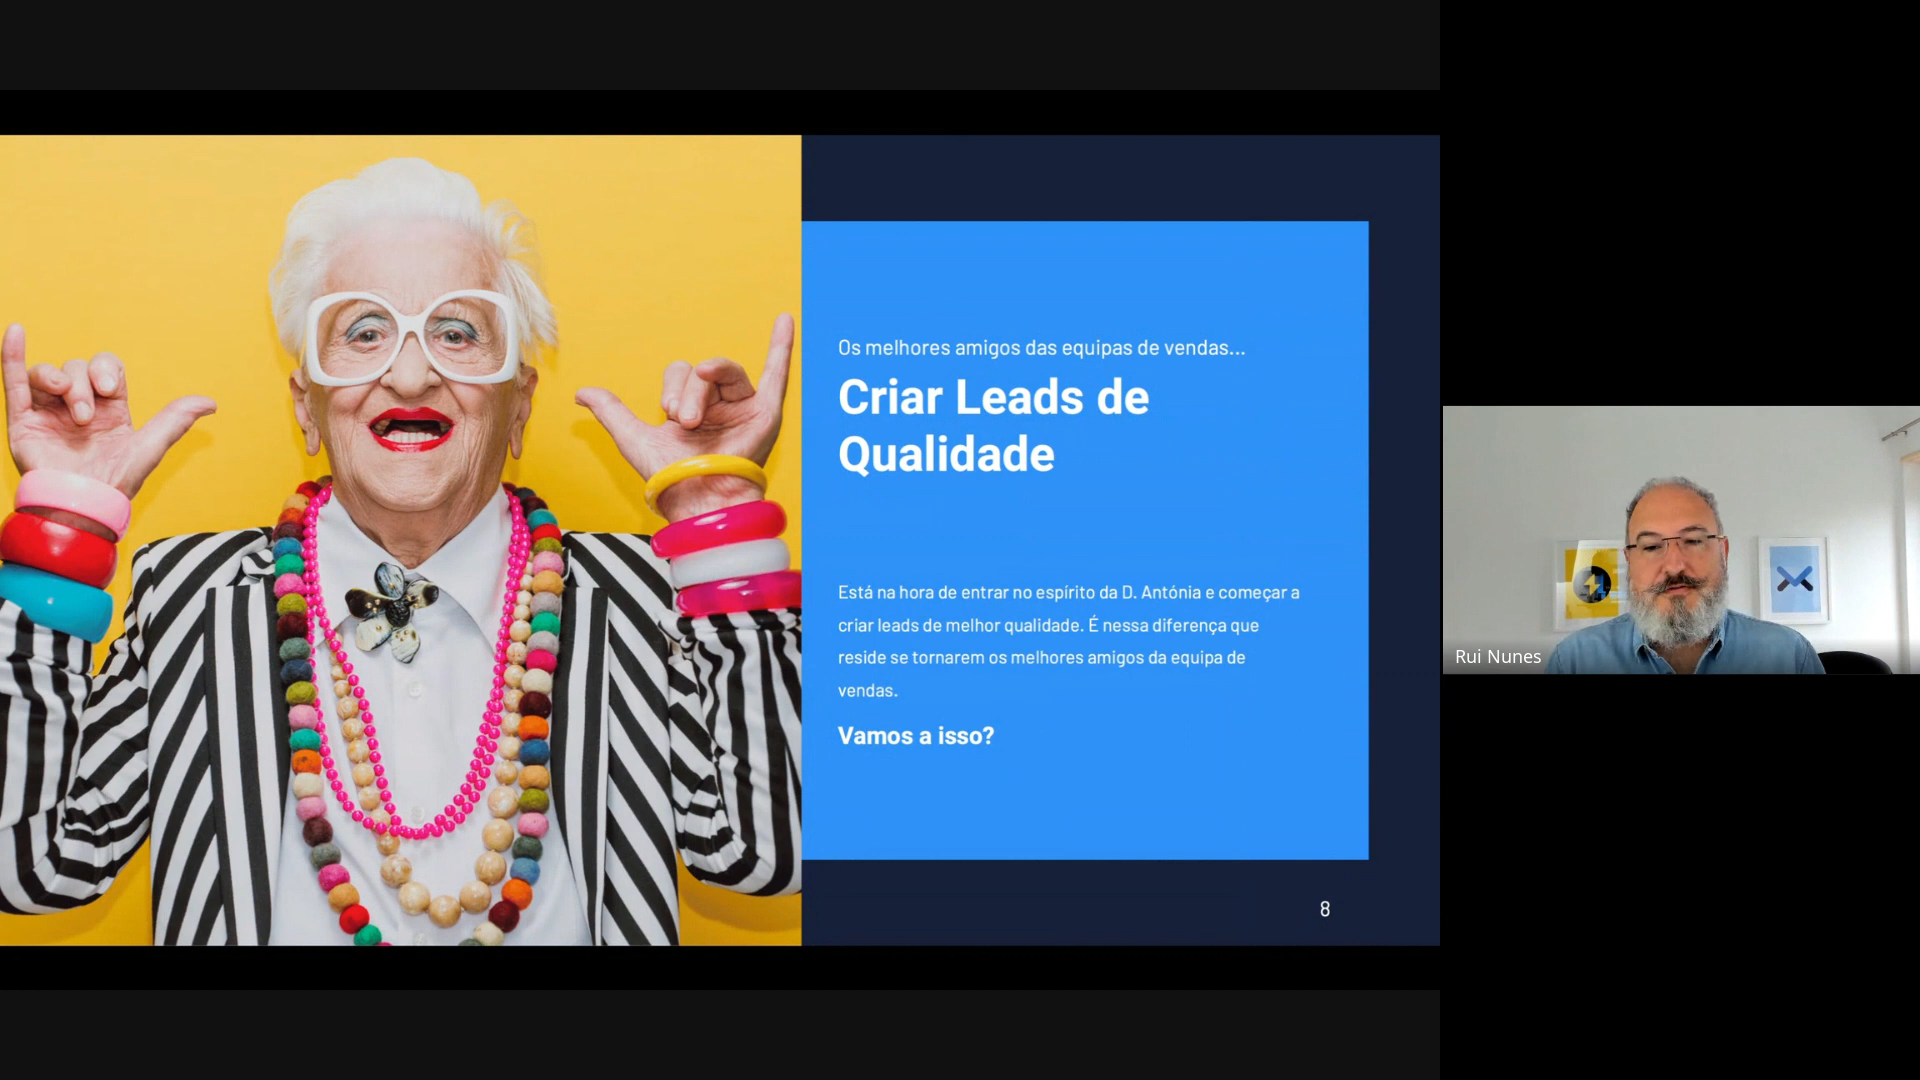 Os melhores amigos das equipas de vendas...
Criar Leads de
Qualidade
Está na hora de entrar no espírito da D. Antónia e começar a
criar leads de melhor qualidade. É nessa diferença que
reside se tornarem os melhores amigos da equipa de
vendas.
Vamos a isso?
8
Rui Nunes